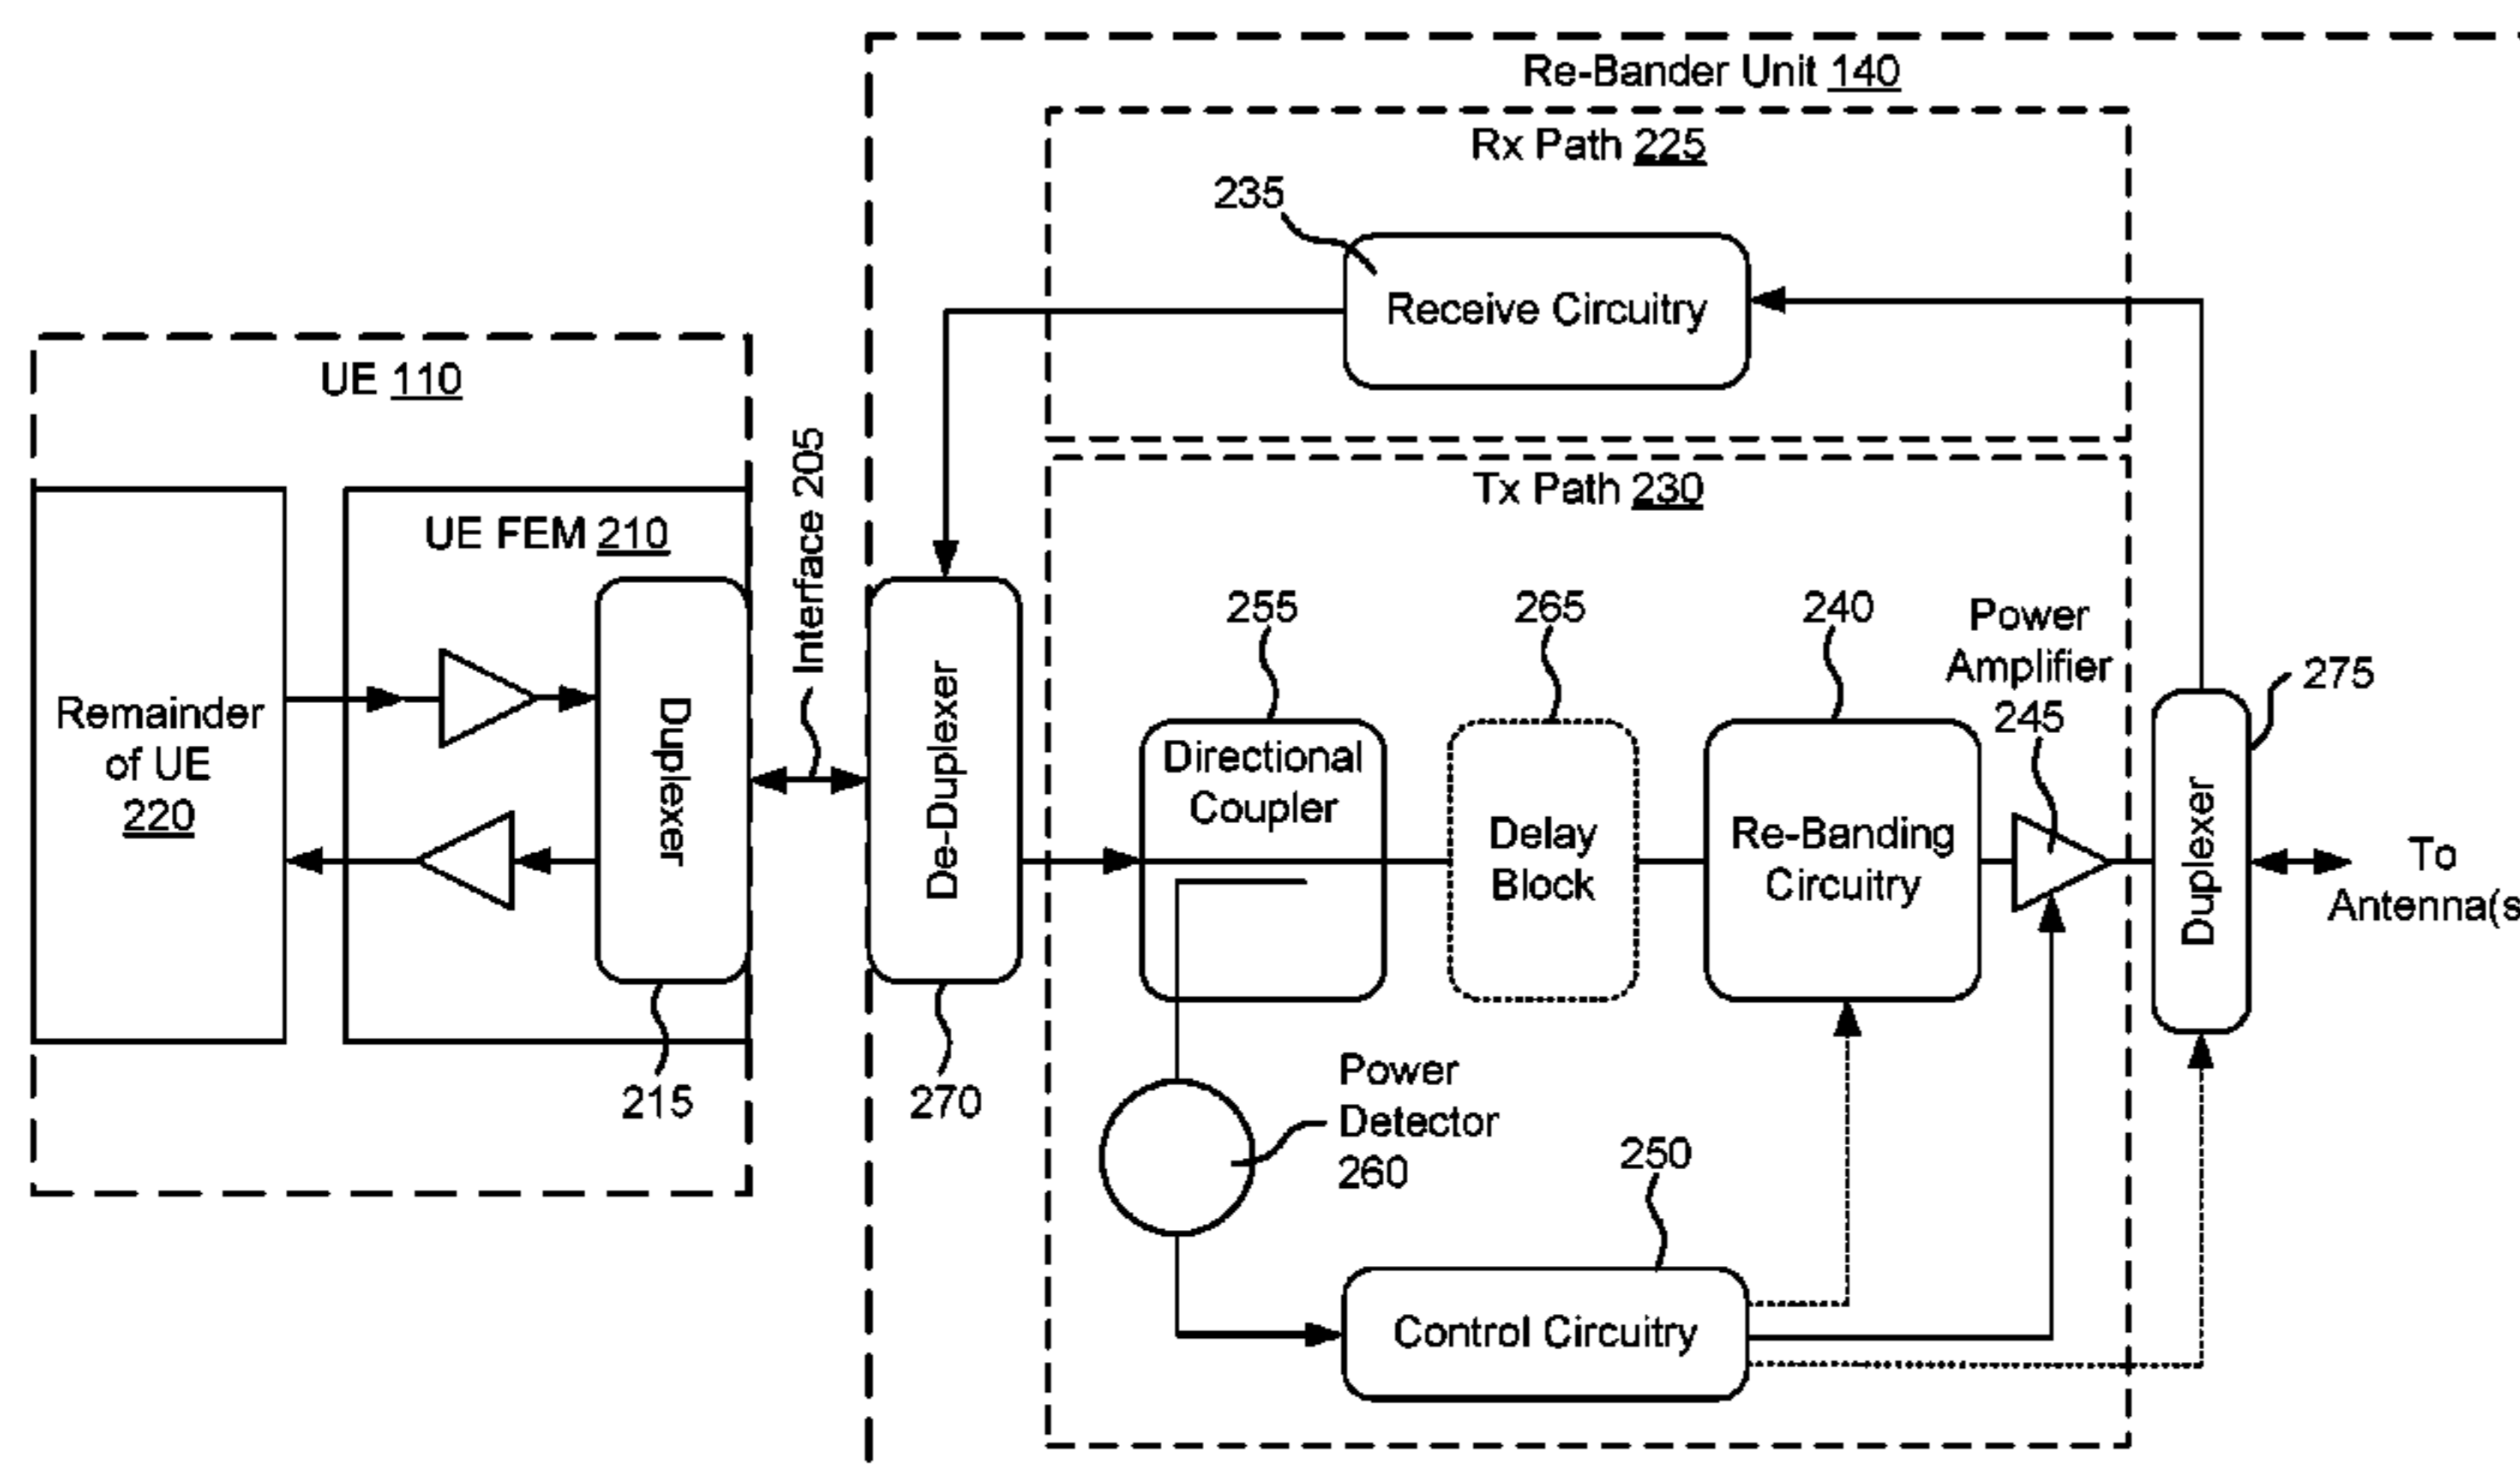 Re-Bander Unit 140
Rx Path 225
235
Receive Circuitry
UE 110
Interface 205
Tx Path 230
UE FEM 210
Remainder
of UE
220
Duplexer
215
De-Duplexer
270
255
Directional
Coupler
265
Delay
Block
240
Re-Banding
Circuitry
Power
Amplifier
245
275
Duplexer
To
Antenna(s
Power
Detector
260
250
Control Circuitry